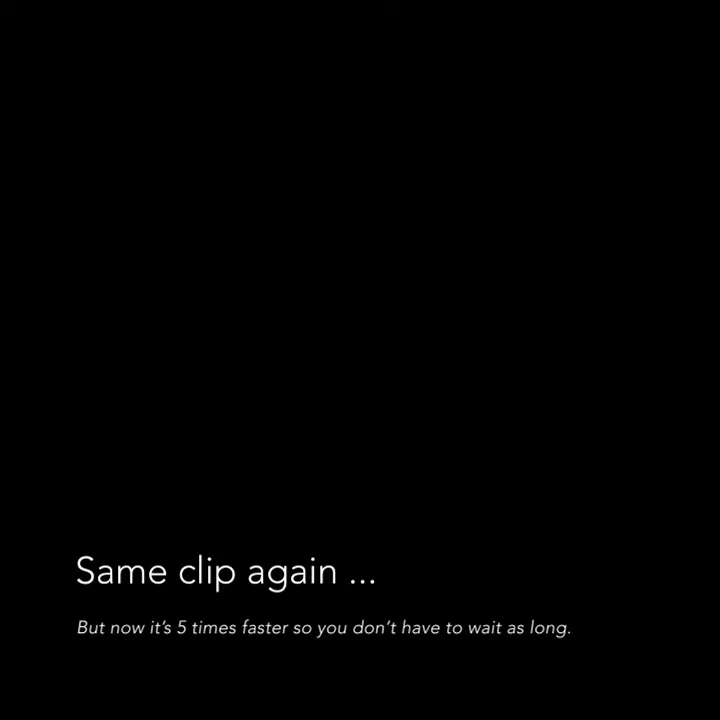 Same clip again ...
But now it’s 5 times faster so you don’t have to wait as long.